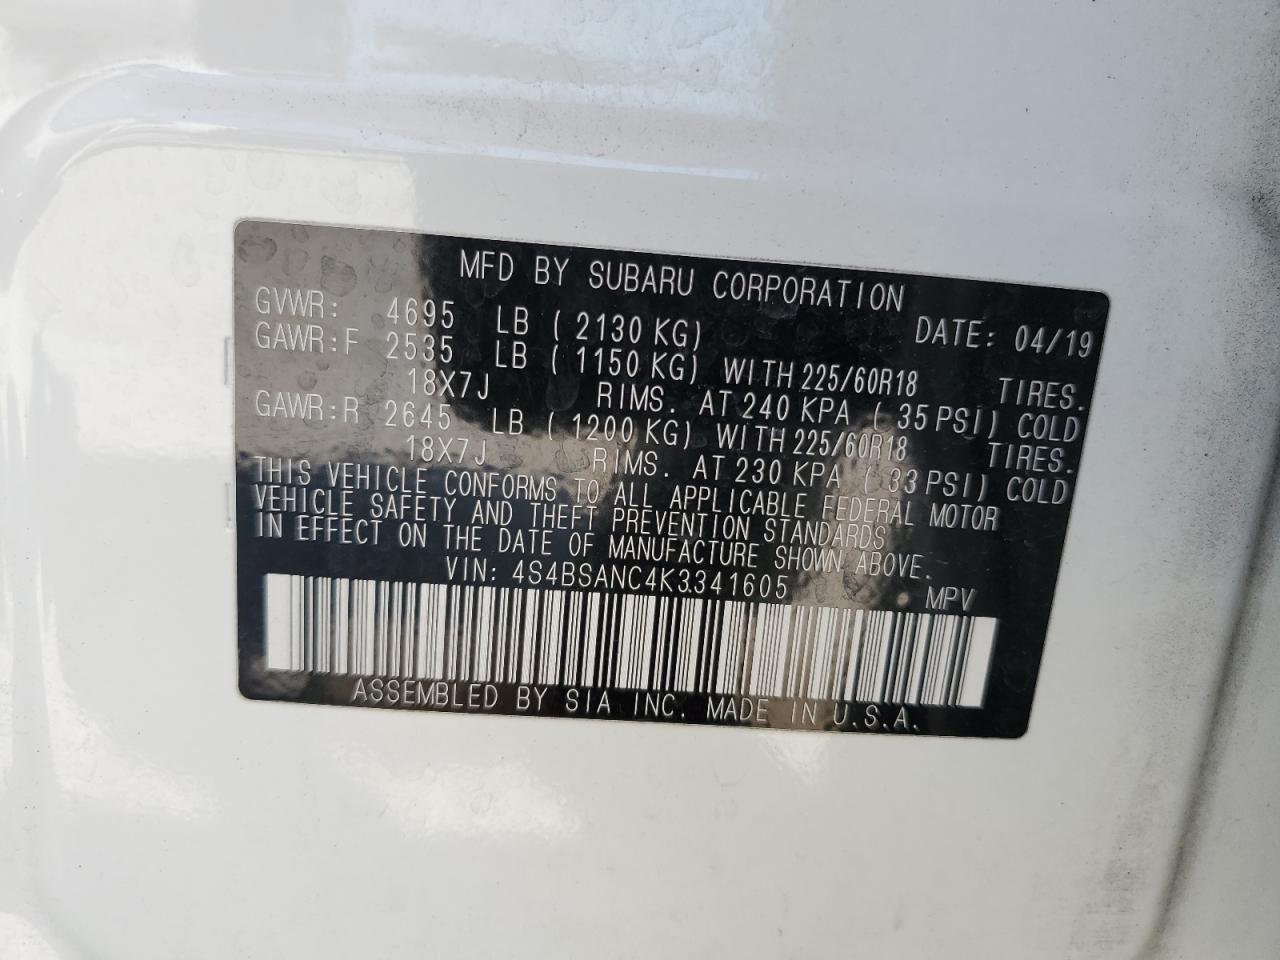 MFD BY SUBARU CORPORATION
GVWR: 4695 LB ( 2130 KG) DATE: 04/19
GAWR:F 2535 LB ( 1150 KG) WITH 225/60R18 TIRES.
18X7J RIMS. AT 240 KPA ( 35 PSI) COLD
GAWR:R 2645 LB ( 1200 KG) WITH 225/60R18 TIRES.
18X7J RIMS. AT 230 KPA ( 33 PSI) COLD
THIS VEHICLE CONFORMS TO ALL APPLICABLE FEDERAL MOTOR
VEHICLE SAFETY AND THEFT PREVENTION STANDARDS
IN EFFECT ON THE DATE OF MANUFACTURE SHOWN ABOVE.
VIN: 4S4BSANC4K3341605 MPV
ASSEMBLED BY SIA INC. MADE IN U.S.A.